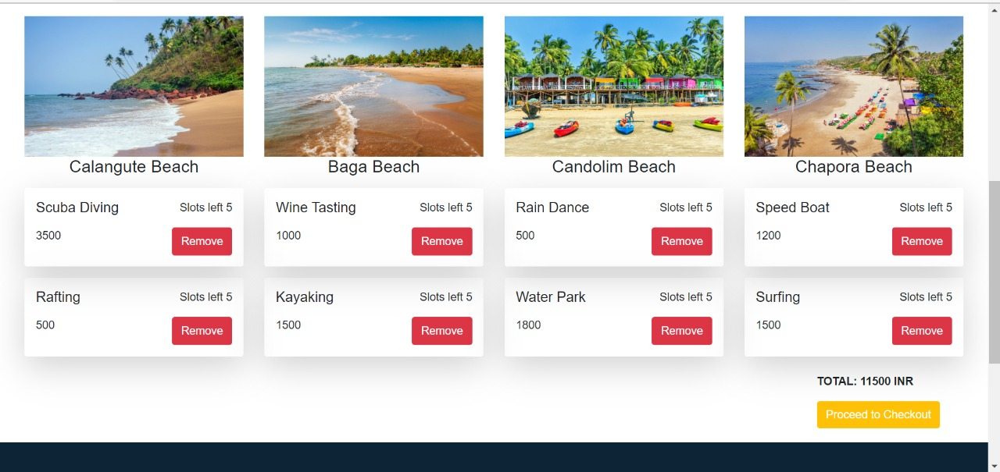 Calangute Beach
Baga Beach
Candolim Beach
Chapora Beach
Scuba Diving
Slots left 5
3500
Remove
Wine Tasting
Slots left 5
1000
Remove
Rain Dance
Slots left 5
500
Remove
Speed Boat
Slots left 5
1200
Remove
Rafting
Slots left 5
500
Remove
Kayaking
Slots left 5
1500
Remove
Water Park
Slots left 5
1800
Remove
Surfing
Slots left 5
1500
Remove
TOTAL: 11500 INR
Proceed to Checkout